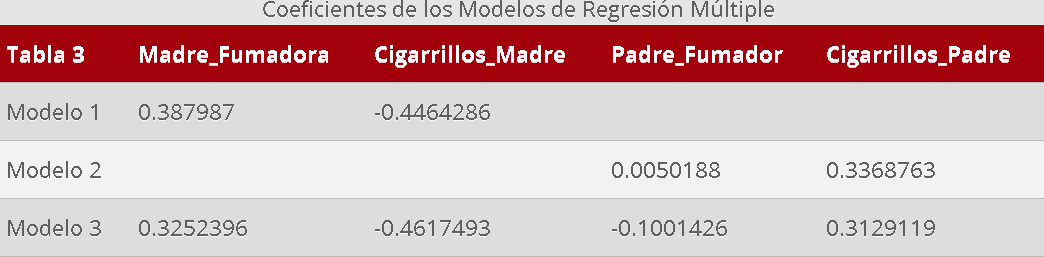 Coeficientes de los Modelos de Regresión Múltiple
Tabla 3 Madre_Fumadora Cigarrillos_Madre Padre_Fumador Cigarrillos_Padre
Modelo 1 0.387987 -0.4464286
Modelo 2 0.0050188 0.3368763
Modelo 3 0.3252396 -0.4617493 -0.1001426 0.3129119